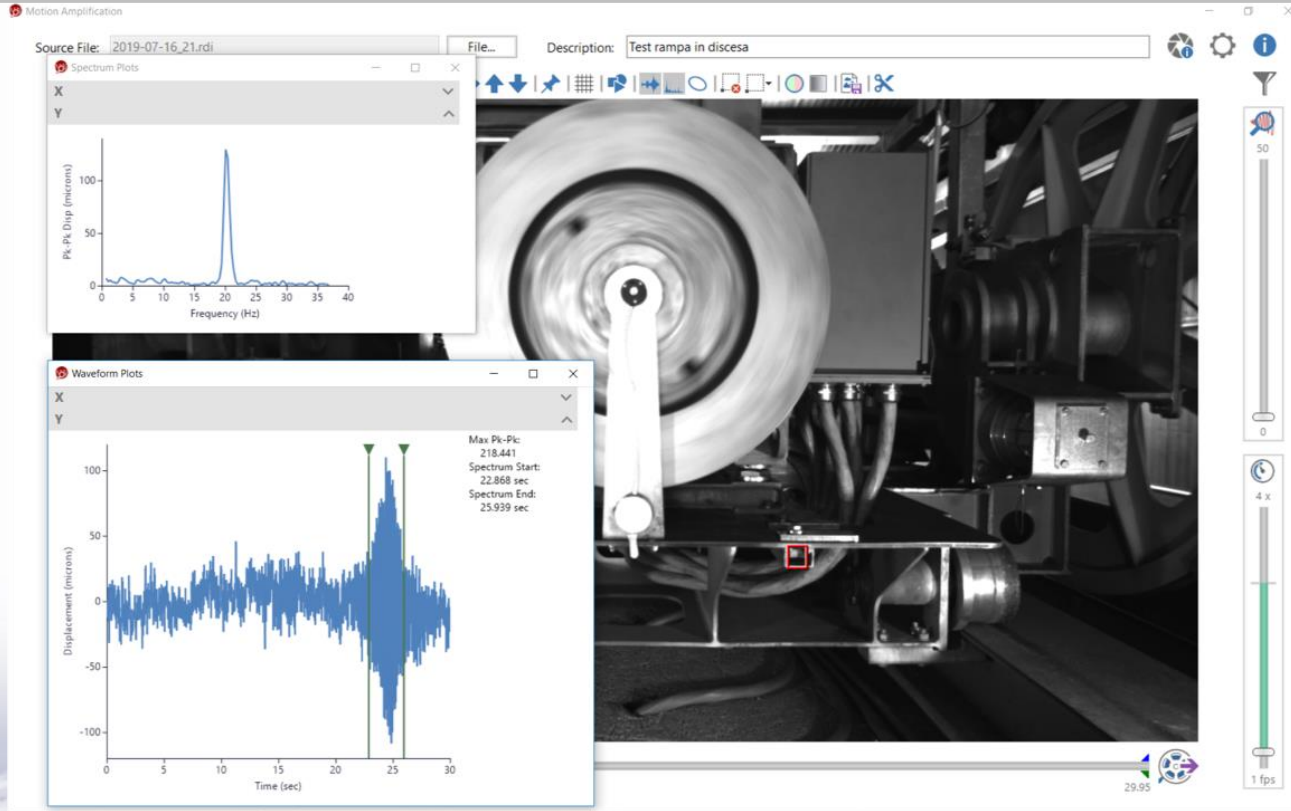 Motion Amplification
Source File: 2019-07-16_21.rdi File... Description: Test rampa in discesa
Spectrum Plots
X
Y
100
50
0
Pk-Pk Disp (microns)
0 5 10 15 20 25 30 35 40
Frequency (Hz)
Waveform Plots
X
Y
Max Pk-Pk:
218.441
Spectrum Start:
22.868 sec
Spectrum End:
25.939 sec
100
50
0
-50
-100
Displacement (microns)
0 5 10 15 20 25 30
Time (sec)
50
0
4 x
1 fps
29.95